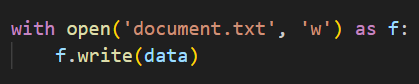 with open('document.txt', 'w') as f:
    f.write(data)